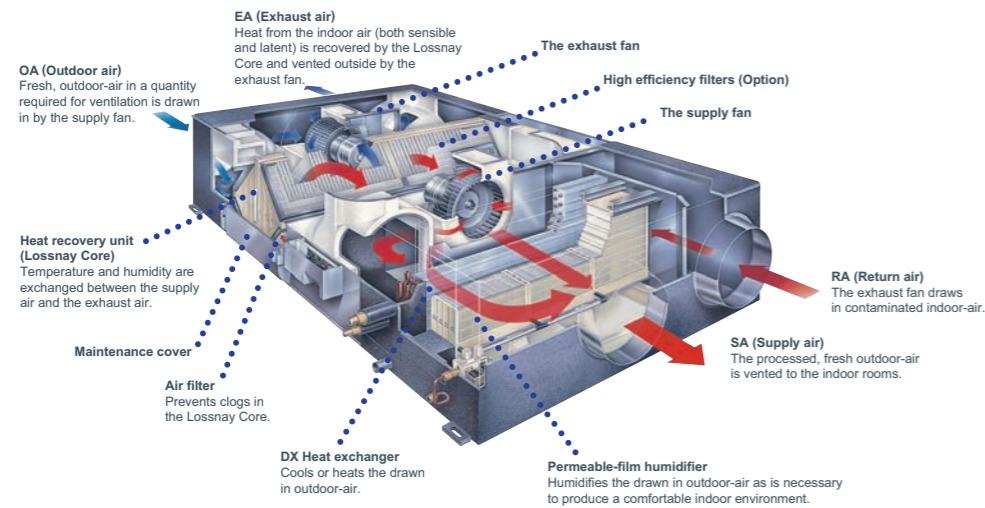 EA (Exhaust air)
Heat from the indoor air (both sensible
and latent) is recovered by the Lossnay
Core and vented outside by the
exhaust fan.
The exhaust fan
High efficiency filters (Option)
The supply fan
OA (Outdoor air)
Fresh, outdoor-air in a quantity
required for ventilation is drawn
in by the supply fan.
Heat recovery unit
(Lossnay Core)
Temperature and humidity are
exchanged between the supply
air and the exhaust air.
RA (Return air)
The exhaust fan draws
in contaminated indoor-air.
SA (Supply air)
The processed, fresh outdoor-air
is vented to the indoor rooms.
Maintenance cover
Air filter
Prevents clogs in
the Lossnay Core.
DX Heat exchanger
Cools or heats the drawn
in outdoor-air.
Permeable-film humidifier
Humidifies the drawn in outdoor-air as is necessary
to produce a comfortable indoor environment.